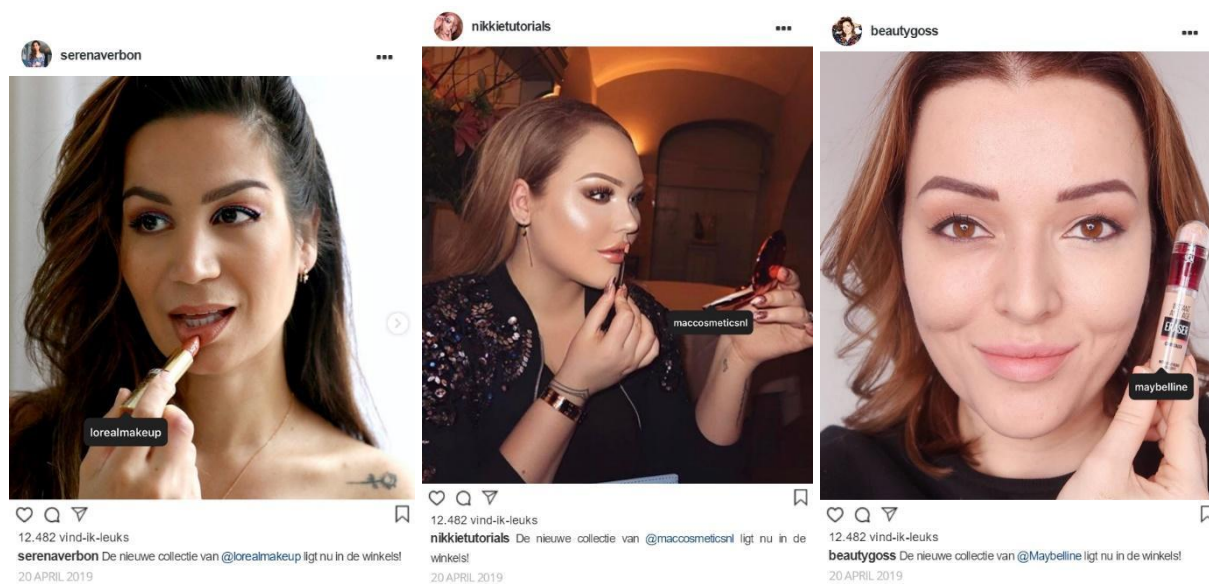 serenaverbon
lorealmakeup
12.482 vind-ik-leuks
serenaverbon De nieuwe collectie van @lorealmakeup ligt nu in de winkels!
20 APRIL 2019
nikkietutorials
maccosmeticsnl
12.482 vind-ik-leuks
nikkietutorials De nieuwe collectie van @maccosmeticsnl ligt nu in de
winkels!
20 APRIL 2019
beautygoss
ERASER
maybelline
12.482 vind-ik-leuks
beautygoss De nieuwe collectie van @Maybelline ligt nu in de winkels!
20 APRIL 2019